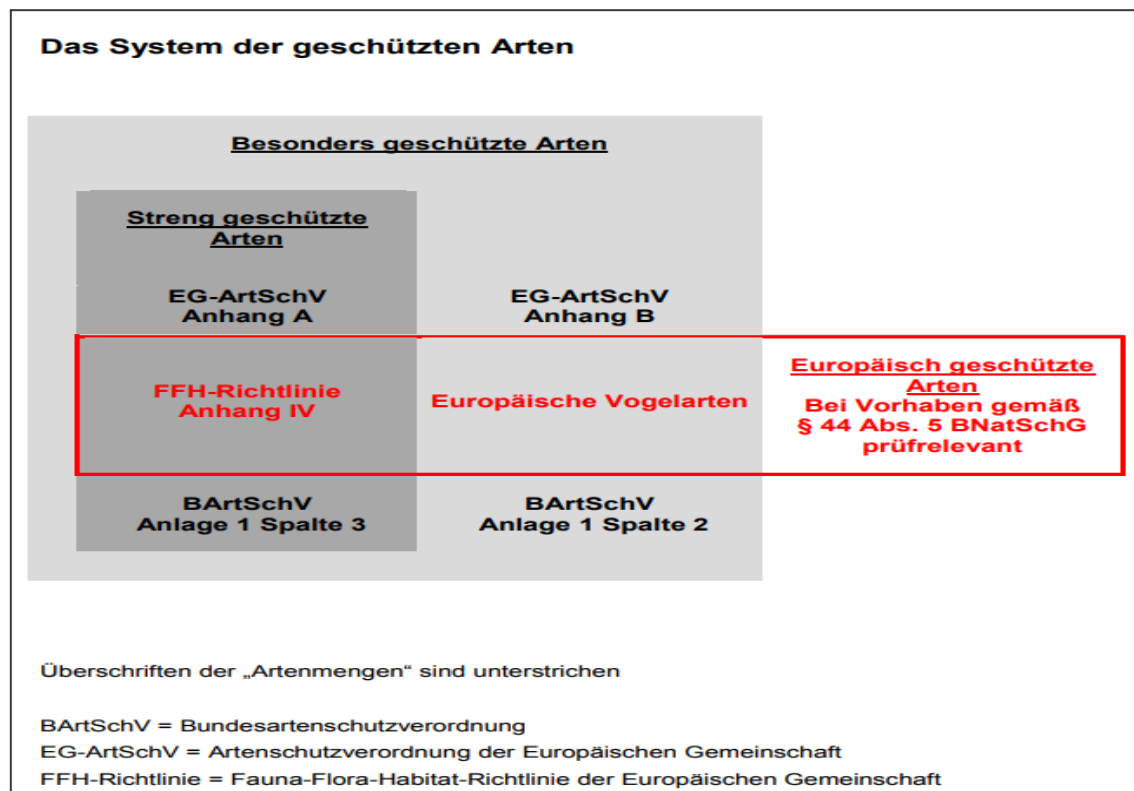 Das System der geschützten Arten
Besonders geschützte Arten
Streng geschützte
Arten
EG-ArtSchV
Anhang A
EG-ArtSchV
Anhang B
FFH-Richtlinie
Anhang IV
Europäische Vogelarten
Europäisch geschützte
Arten
Bei Vorhaben gemäß
§ 44 Abs. 5 BNatSchG
prüfrelevant
BArtSchV
Anlage 1 Spalte 3
BArtSchV
Anlage 1 Spalte 2
Überschriften der „Artenmengen“ sind unterstrichen
BArtSchV = Bundesartenschutzverordnung
EG-ArtSchV = Artenschutzverordnung der Europäischen Gemeinschaft
FFH-Richtlinie = Fauna-Flora-Habitat-Richtlinie der Europäischen Gemeinschaft